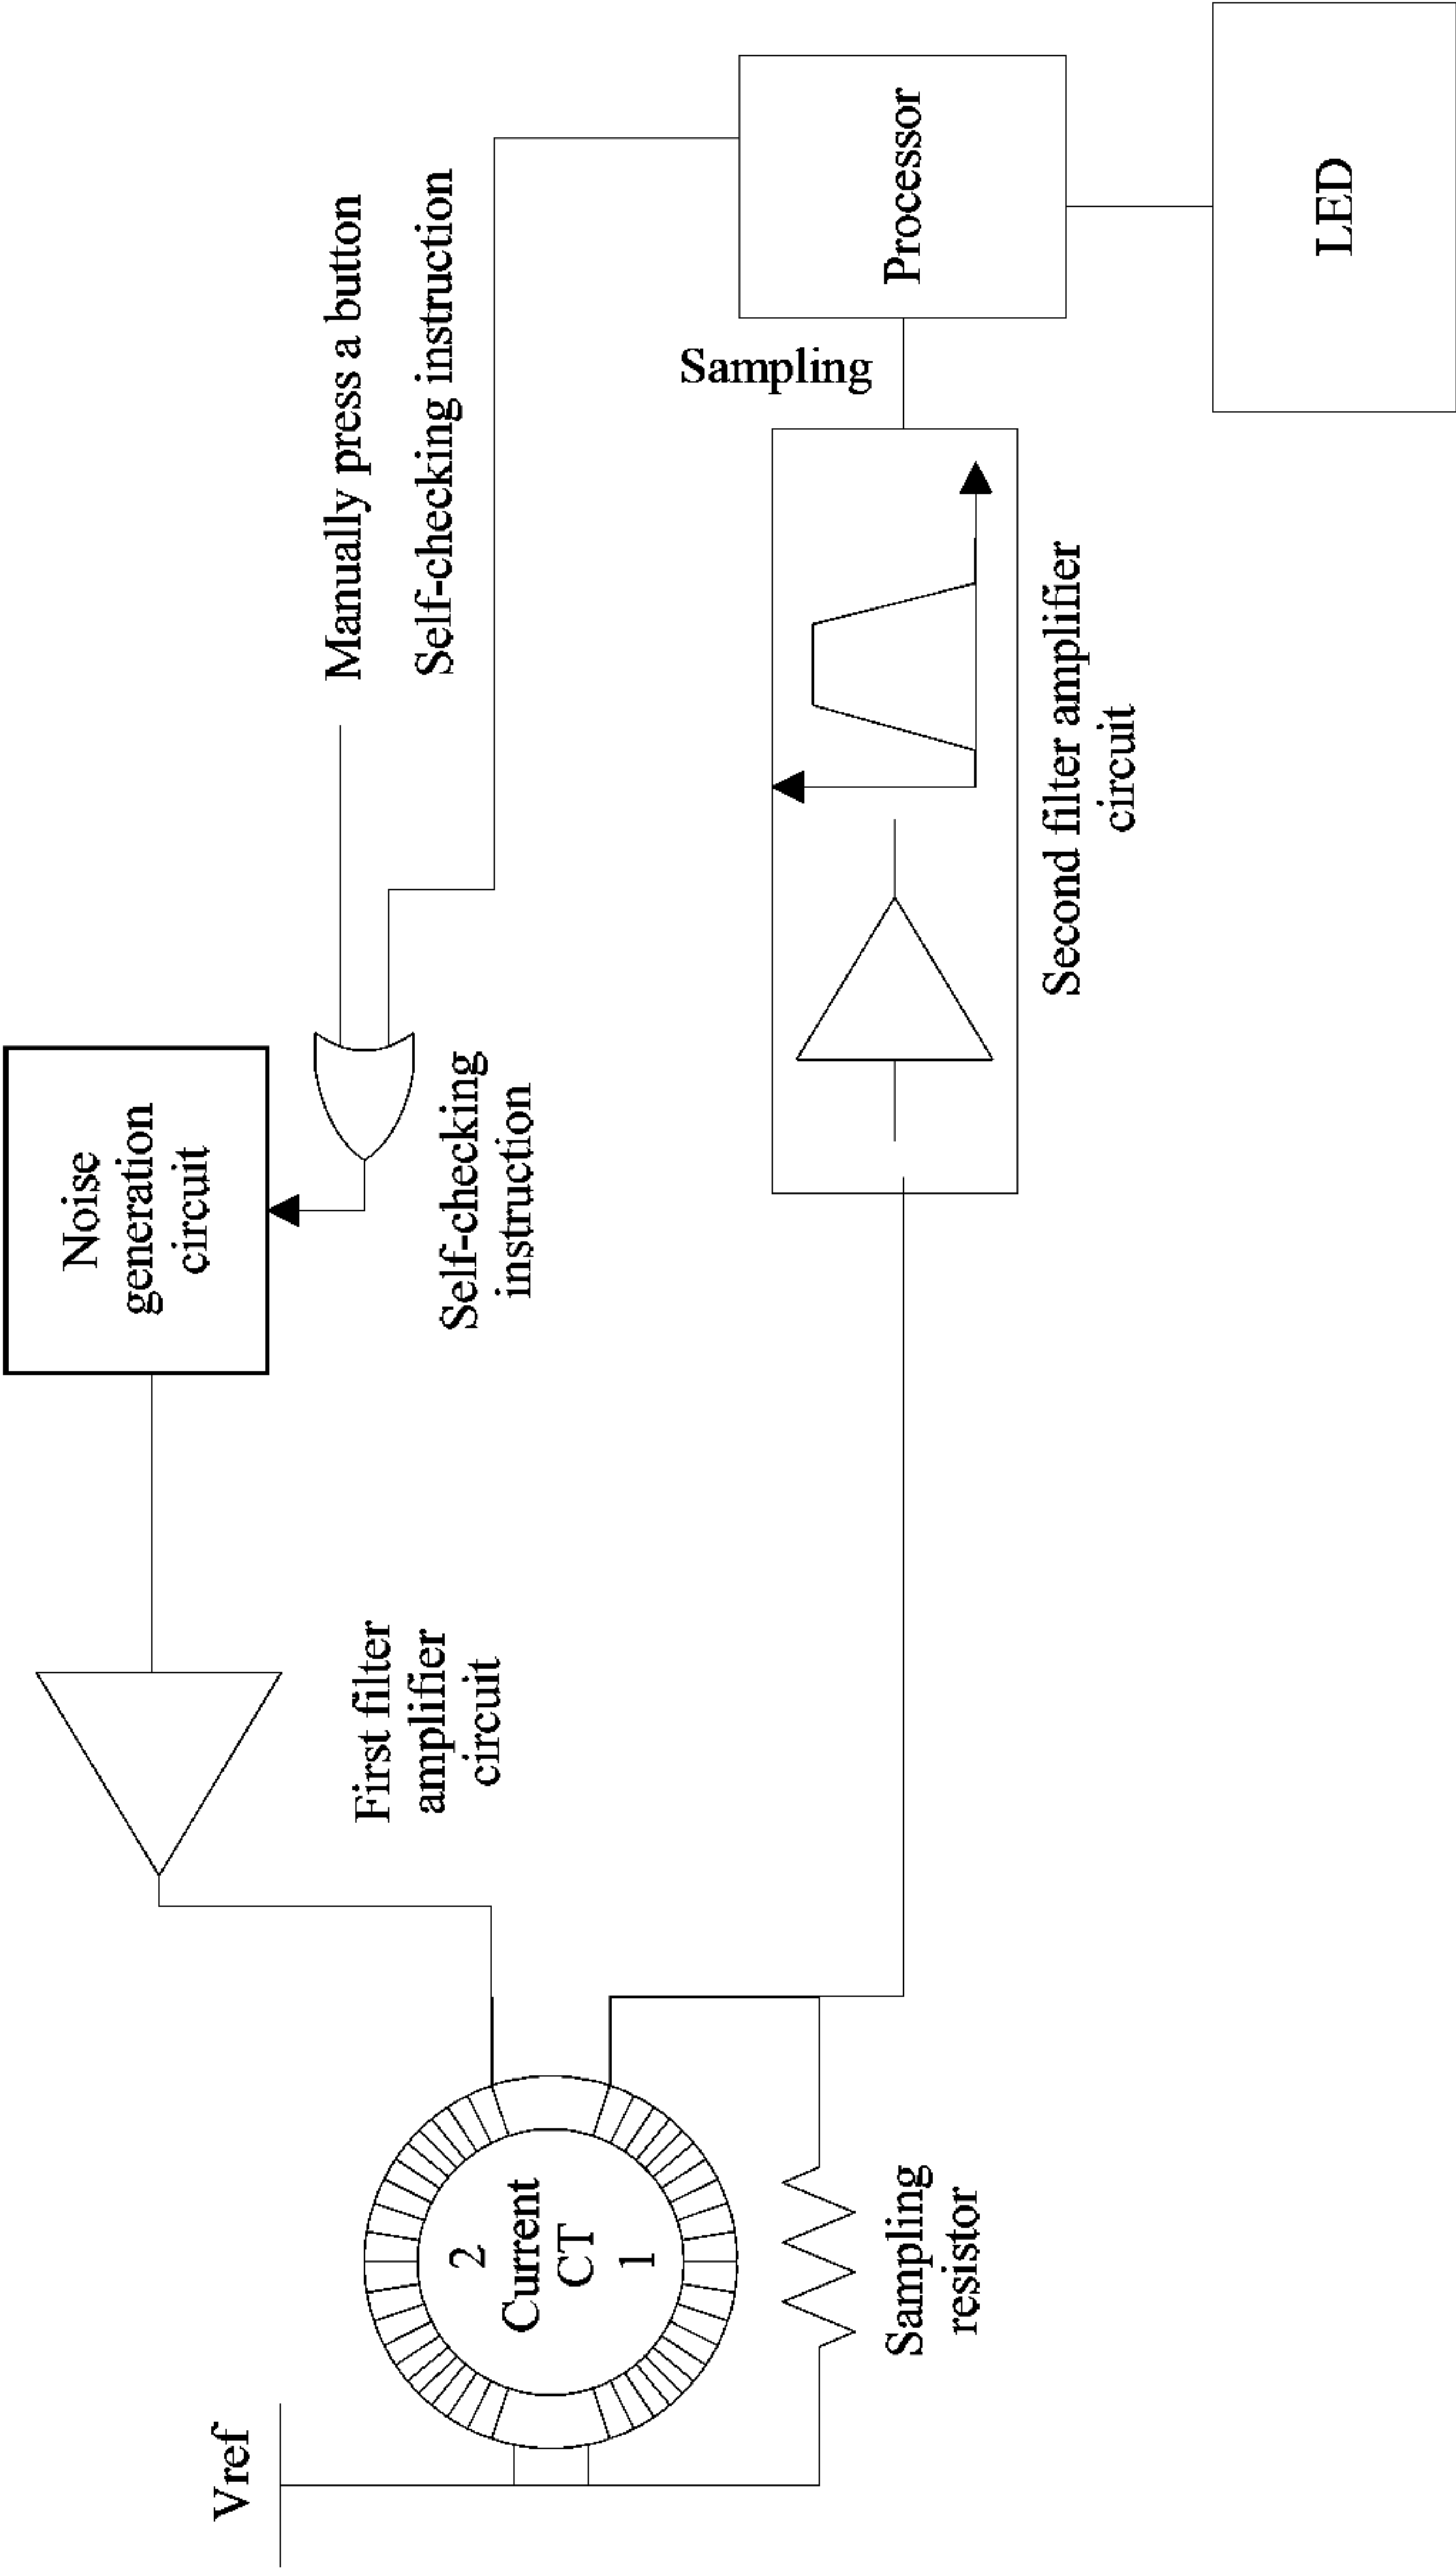 Vref
2
Current
CT
1
Sampling
resistor
First filter
amplifier
circuit
Noise
generation
circuit
Self-checking
instruction
Manually press a button
Self-checking instruction
Second filter amplifier
circuit
Sampling
Processor
LED